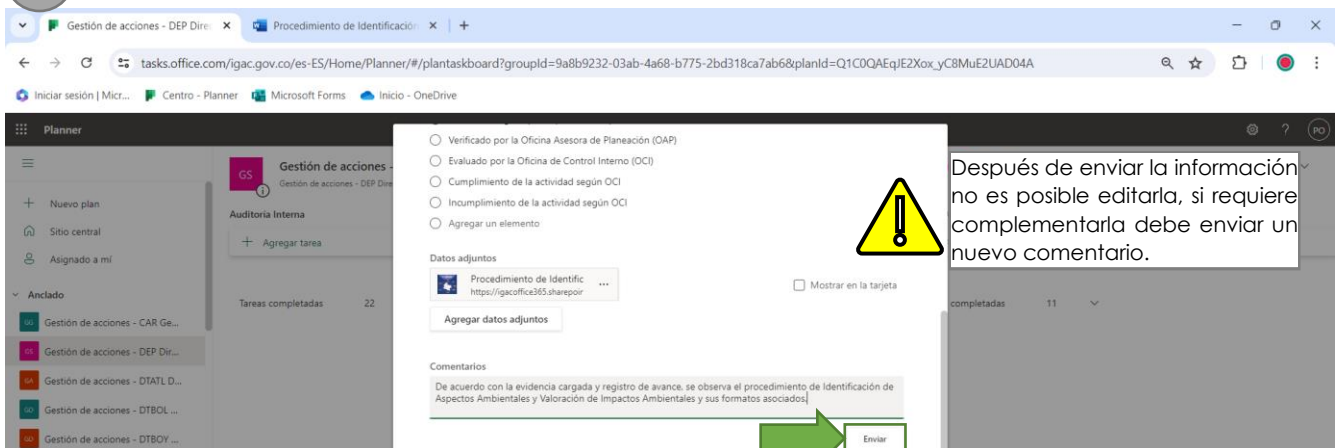 Gestión de acciones - DEP Dire
Procedimiento de Identificación
tasks.office.com/igac.gov.co/es-ES/Home/Planner/#/plantaskboard?groupId=9a8b9232-03ab-4a68-b775-2bd318ca7ab6&planId=Q1C0QAEqJE2Xox_yC8MuE2UAD04A
Iniciar sesión | Micr...
Centro - Planner
Microsoft Forms
Inicio - OneDrive
Planner
PO
Nuevo plan
Sitio central
Asignado a mí
Anclado
GG Gestión de acciones - CAR Ge...
GS Gestión de acciones - DEP Dir...
GA Gestión de acciones - DTATL D...
GD Gestión de acciones - DTBOL ...
GD Gestión de acciones - DTBOY ...
GS
Gestión de acciones -
Gestión de acciones - DEP Dire
Auditoría Interna
Agregar tarea
Tareas completadas 22
Verificado por la Oficina Asesora de Planeación (OAP)
Evaluado por la Oficina de Control Interno (OCI)
Cumplimiento de la actividad según OCI
Incumplimiento de la actividad según OCI
Agregar un elemento
Datos adjuntos
Procedimiento de Identific
https://igacoffice365.sharepoir
...
Mostrar en la tarjeta
Agregar datos adjuntos
Comentarios
De acuerdo con la evidencia cargada y registro de avance, se observa el procedimiento de Identificación de
Aspectos Ambientales y Valoración de Impactos Ambientales y sus formatos asociados.
Enviar
completadas 11
Después de enviar la información
no es posible editarla, si requiere
complementarla debe enviar un
nuevo comentario.